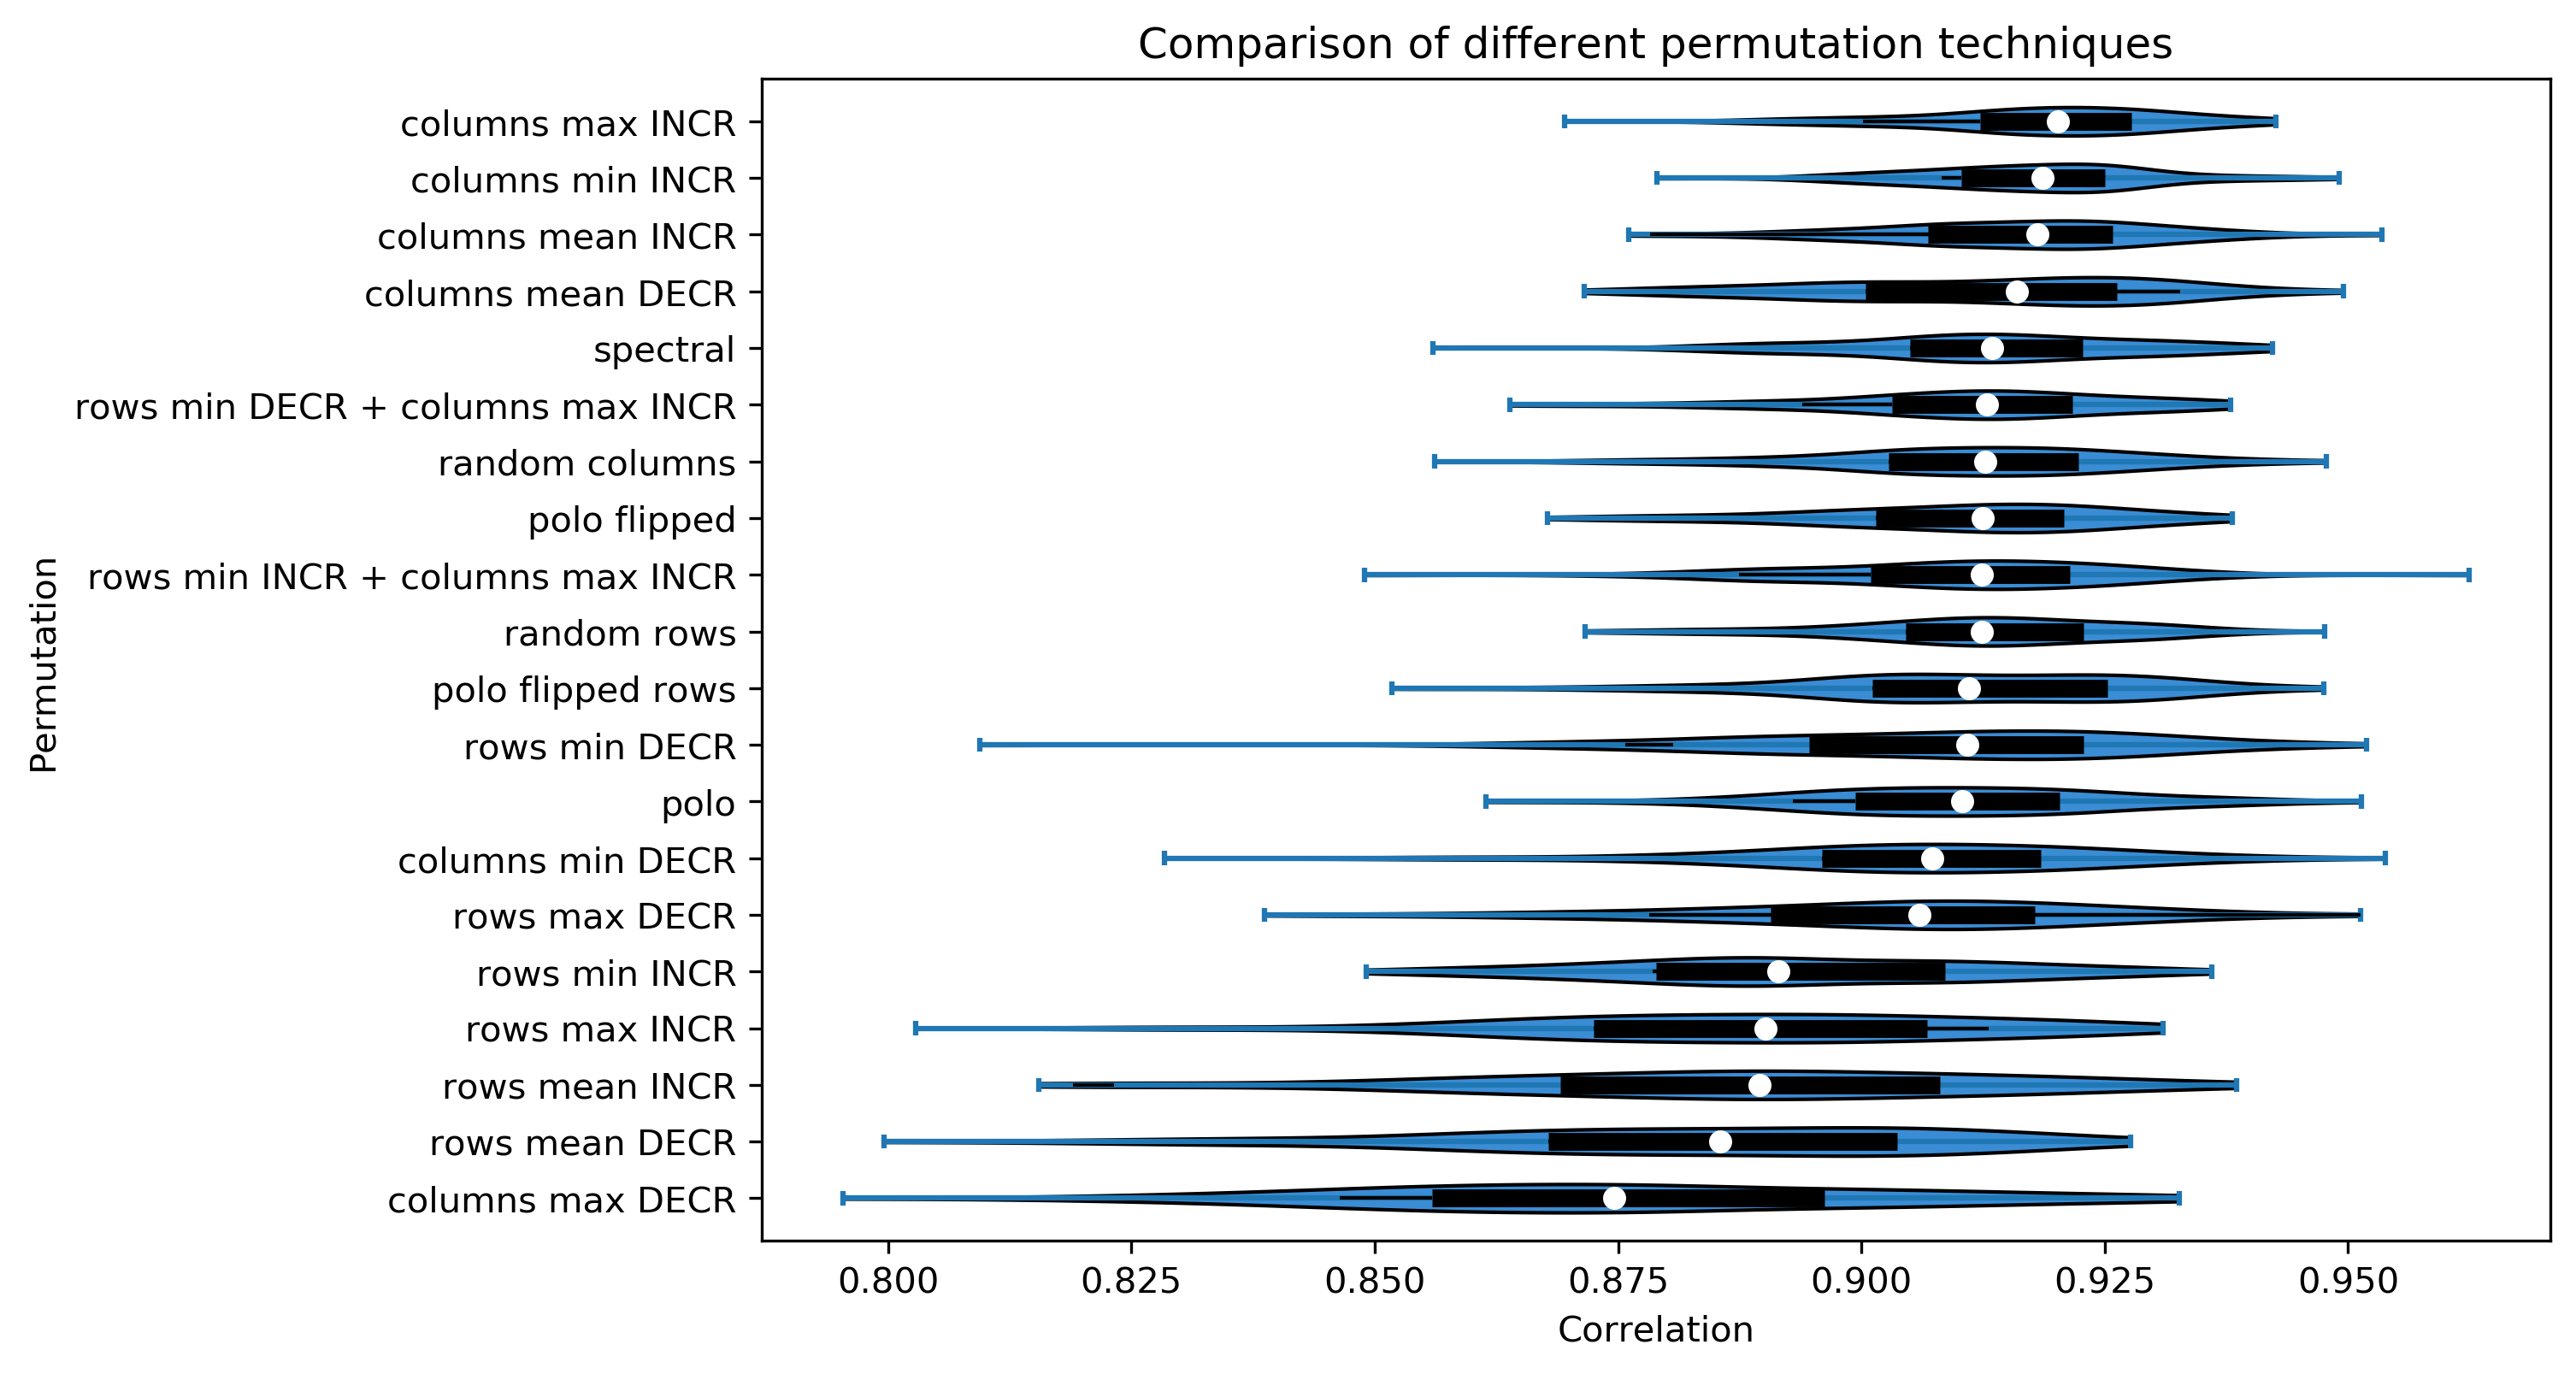 Comparison of different permutation techniques
columns max INCR
columns min INCR
columns mean INCR
columns mean DECR
spectral
rows min DECR + columns max INCR
random columns
polo flipped
rows min INCR + columns max INCR
random rows
polo flipped rows
rows min DECR
polo
columns min DECR
rows max DECR
rows min INCR
rows max INCR
rows mean INCR
rows mean DECR
columns max DECR
Permutation
0.800 0.825 0.850 0.875 0.900 0.925 0.950
Correlation